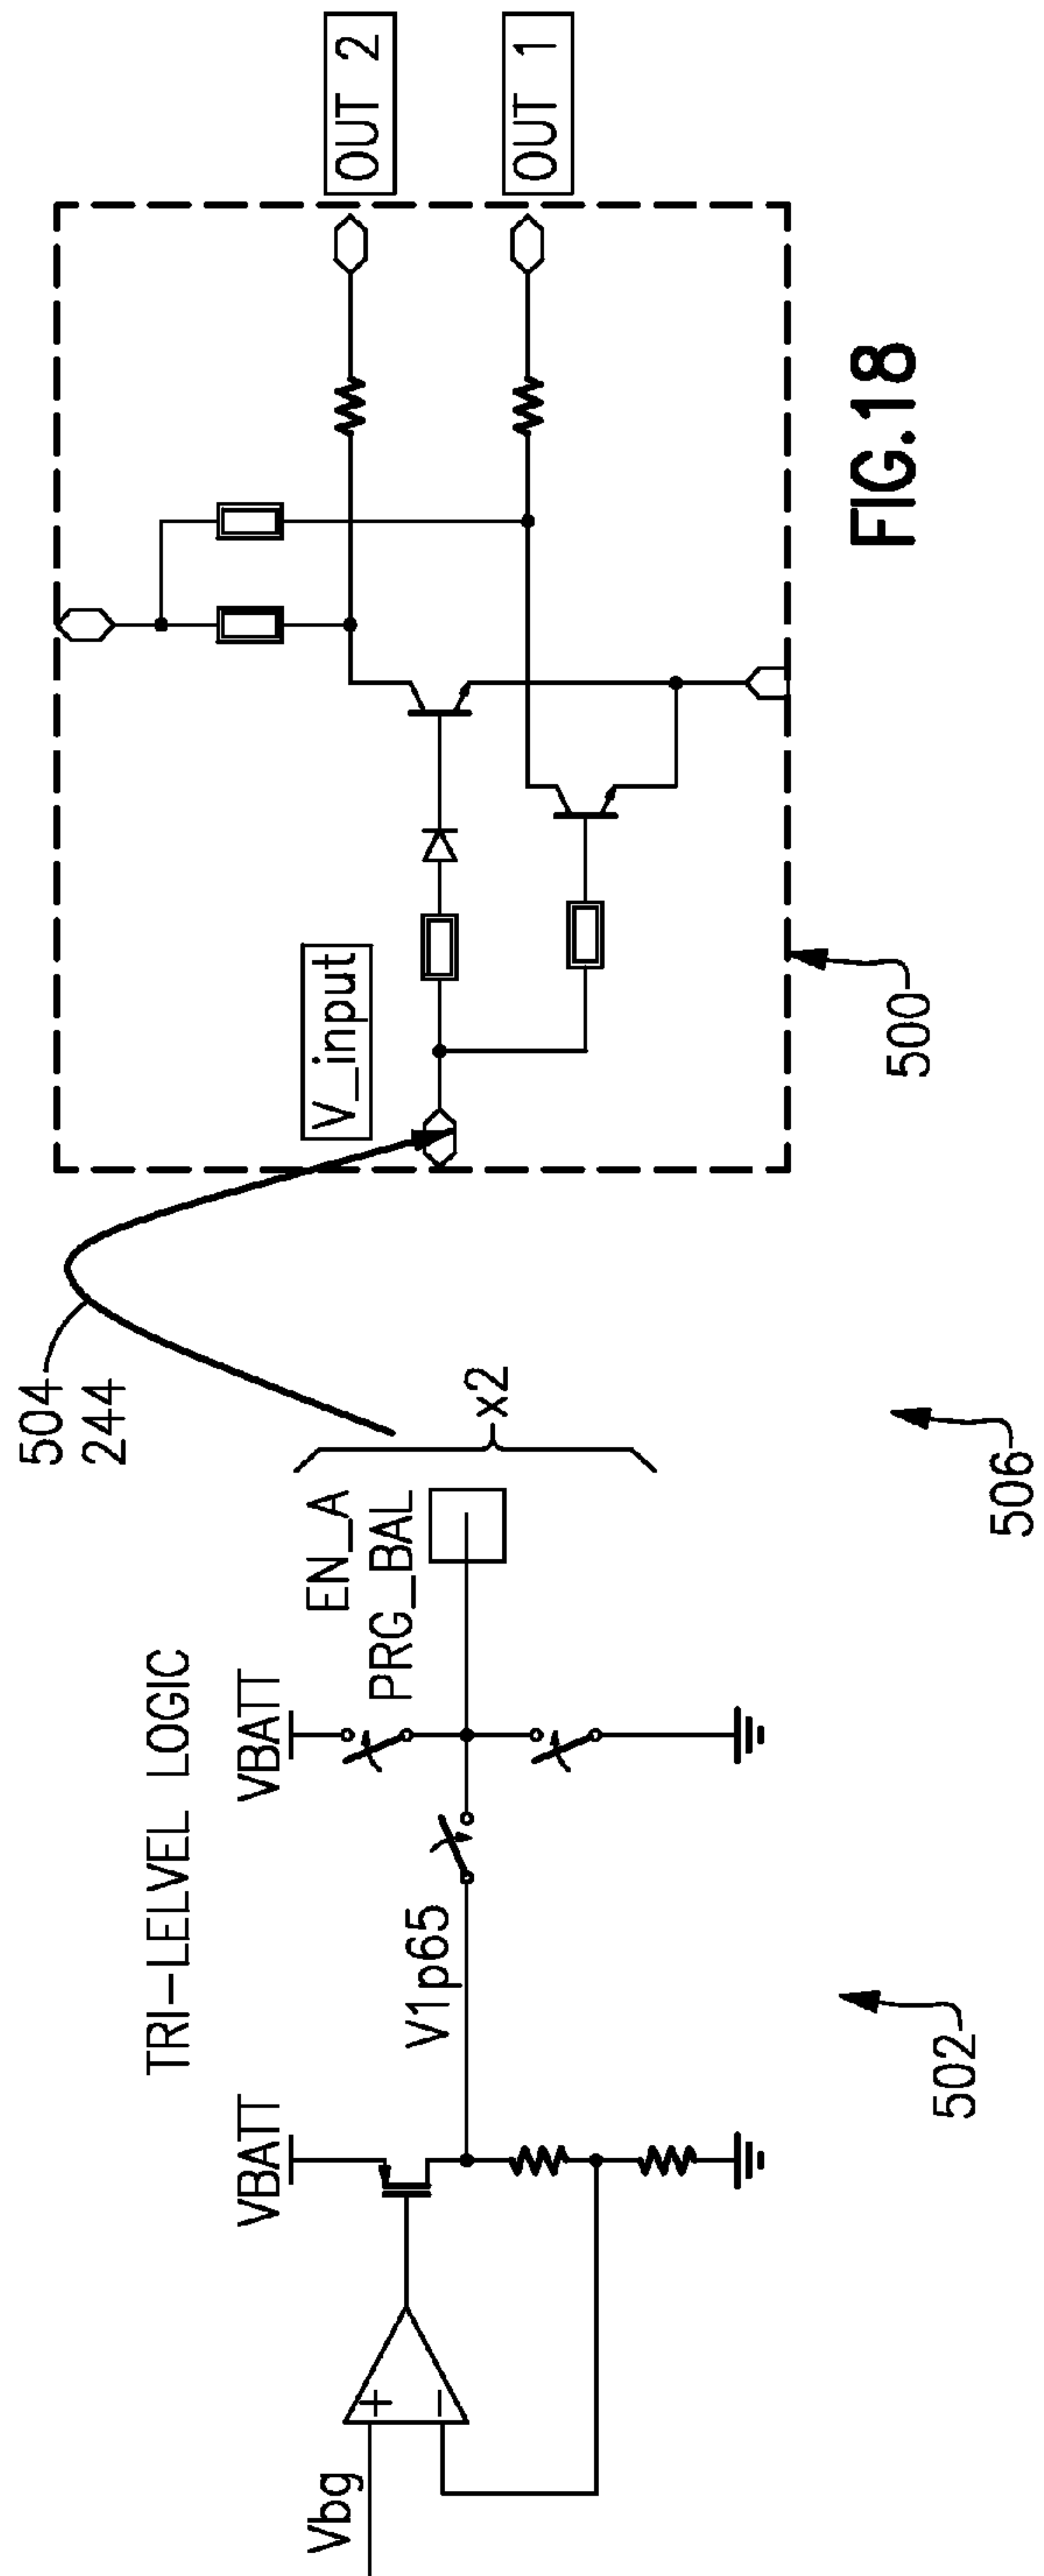 TRI-LELVEL LOGIC
Vbg
+
−
VBATT
V1p65
VBATT
EN_A
PRG_BAL
x2
504
244
V_input
OUT 2
OUT 1
502
506
500
FIG.18